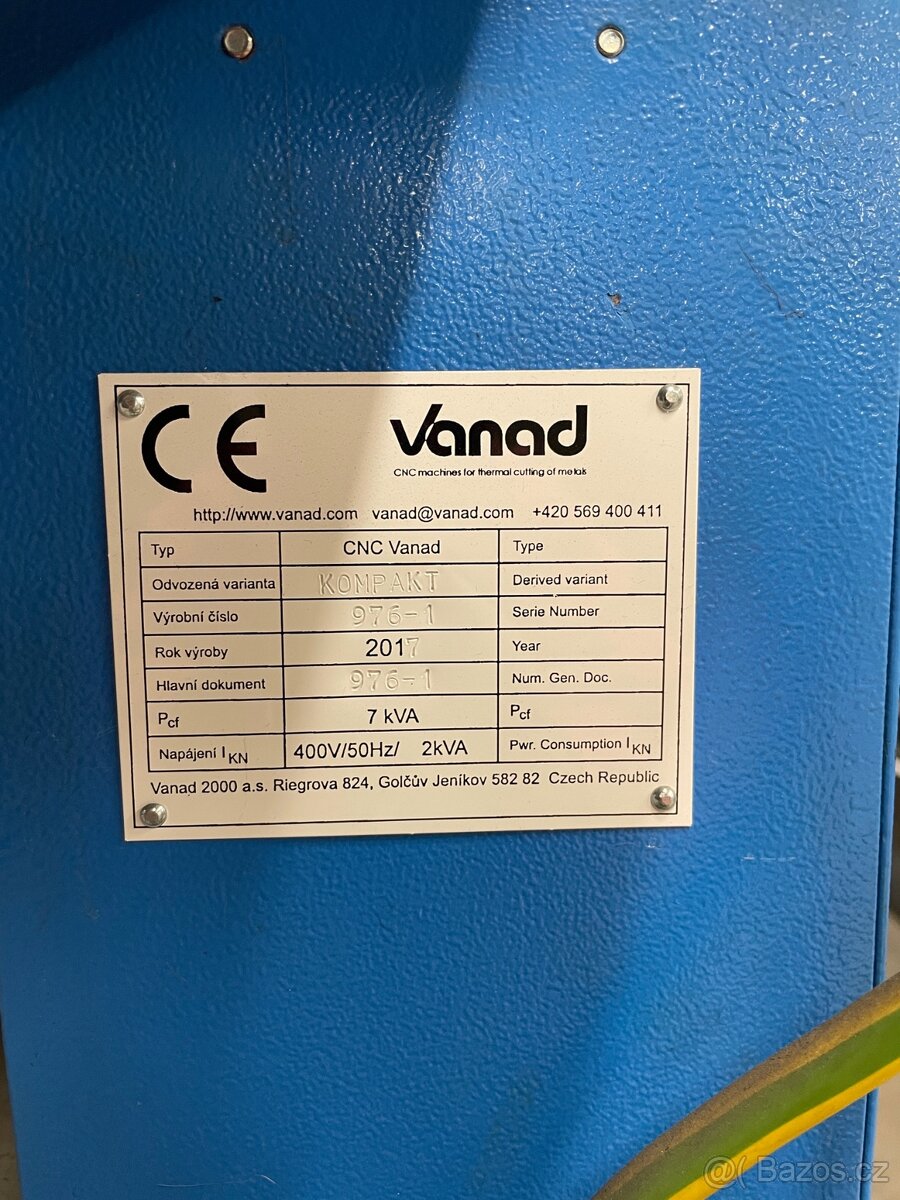 CE Vanad
CNC machines for thermal cutting of metals
http://www.vanad.com vanad@vanad.com +420 569 400 411
Typ CNC Vanad Type
Odvozená varianta KOMPAKT Derived variant
Výrobní číslo 976-1 Serie Number
Rok výroby 2017 Year
Hlavní dokument 976-1 Num. Gen. Doc.
Pcf 7 kVA Pcf
Napájení IKN 400V/50Hz/ 2kVA Pwr. Consumption IKN
Vanad 2000 a.s. Riegrova 824, Golčův Jeníkov 582 82 Czech Republic
@( Bazos.cz